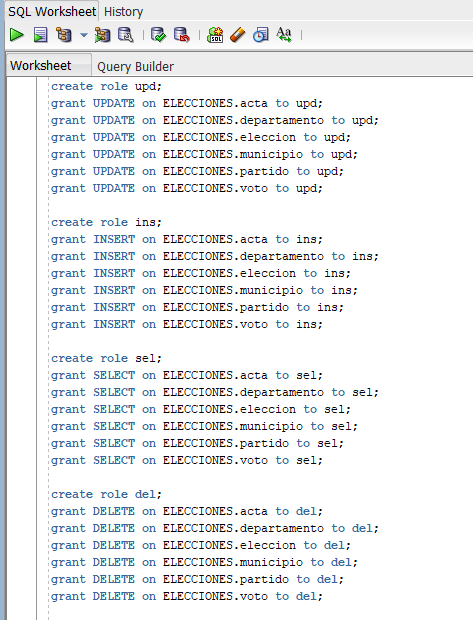 SQL Worksheet History
Worksheet Query Builder
create role upd;
grant UPDATE on ELECCIONES.acta to upd;
grant UPDATE on ELECCIONES.departamento to upd;
grant UPDATE on ELECCIONES.eleccion to upd;
grant UPDATE on ELECCIONES.municipio to upd;
grant UPDATE on ELECCIONES.partido to upd;
grant UPDATE on ELECCIONES.voto to upd;
create role ins;
grant INSERT on ELECCIONES.acta to ins;
grant INSERT on ELECCIONES.departamento to ins;
grant INSERT on ELECCIONES.eleccion to ins;
grant INSERT on ELECCIONES.municipio to ins;
grant INSERT on ELECCIONES.partido to ins;
grant INSERT on ELECCIONES.voto to ins;
create role sel;
grant SELECT on ELECCIONES.acta to sel;
grant SELECT on ELECCIONES.departamento to sel;
grant SELECT on ELECCIONES.eleccion to sel;
grant SELECT on ELECCIONES.municipio to sel;
grant SELECT on ELECCIONES.partido to sel;
grant SELECT on ELECCIONES.voto to sel;
create role del;
grant DELETE on ELECCIONES.acta to del;
grant DELETE on ELECCIONES.departamento to del;
grant DELETE on ELECCIONES.eleccion to del;
grant DELETE on ELECCIONES.municipio to del;
grant DELETE on ELECCIONES.partido to del;
grant DELETE on ELECCIONES.voto to del;